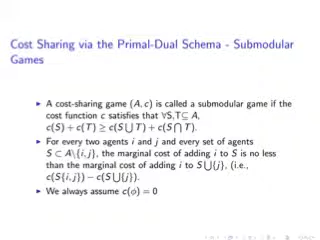 Cost Sharing via the Primal-Dual Schema - Submodular
Games
▶ A cost-sharing game (A, c) is called a submodular game if the
cost function c satisfies that ∀S,T⊆ A,
c(S) + c(T) ≥ c(S ⋃ T) + c(S ⋂ T).
▶ For every two agents i and j and every set of agents
S ⊂ A\{i, j}, the marginal cost of adding i to S is no less
than the marginal cost of adding i to S ⋃{j}, (i.e.,
c(S{i, j}) − c(S ⋃{j}).
▶ We always assume c(ϕ) = 0